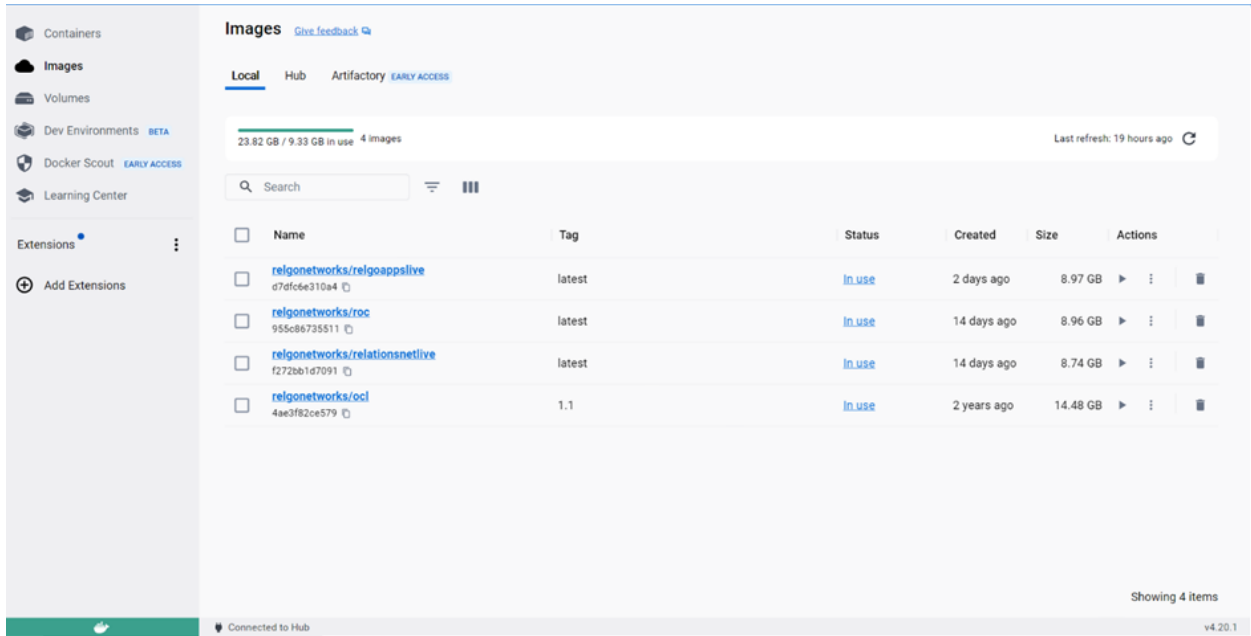 Containers
Images
Volumes
Dev Environments BETA
Docker Scout EARLY ACCESS
Learning Center
Extensions
Add Extensions
Images Give feedback
Local Hub Artifactory EARLY ACCESS
23.82 GB / 9.33 GB in use 4 images
Last refresh: 19 hours ago
Search
Name Tag Status Created Size Actions
relgonetworks/relgoappslive latest In use 2 days ago 8.97 GB
d7dfc6e310a4
relgonetworks/roc latest In use 14 days ago 8.96 GB
955c86735511
relgonetworks/relationsnetlive latest In use 14 days ago 8.74 GB
f272bb1d7091
relgonetworks/ocl 1.1 In use 2 years ago 14.48 GB
4ae3f82ce579
Showing 4 items
Connected to Hub v4.20.1